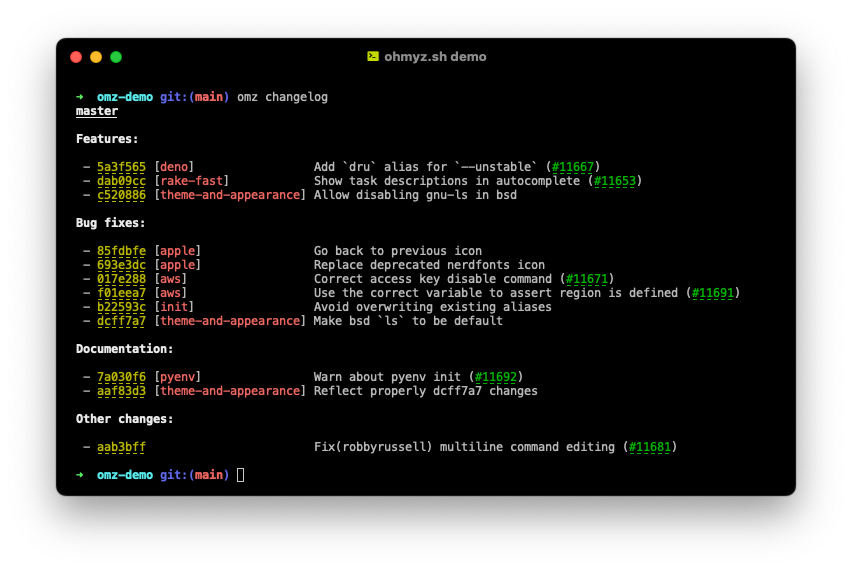 ohmyz.sh demo
→ omz-demo git:(main) omz changelog
master
Features:
- 5a3f565 [deno] Add `dru` alias for `--unstable` (#11667)
- dab09cc [rake-fast] Show task descriptions in autocomplete (#11653)
- c520886 [theme-and-appearance] Allow disabling gnu-ls in bsd
Bug fixes:
- 85fdbfe [apple] Go back to previous icon
- 693e3dc [apple] Replace deprecated nerdfonts icon
- 017e288 [aws] Correct access key disable command (#11671)
- f01eea7 [aws] Use the correct variable to assert region is defined (#11691)
- b22593c [init] Avoid overwriting existing aliases
- dcff7a7 [theme-and-appearance] Make bsd `ls` to be default
Documentation:
- 7a030f6 [pyenv] Warn about pyenv init (#11692)
- aaf83d3 [theme-and-appearance] Reflect properly dcff7a7 changes
Other changes:
- aab3bff Fix(robbyrussell) multiline command editing (#11681)
→ omz-demo git:(main)